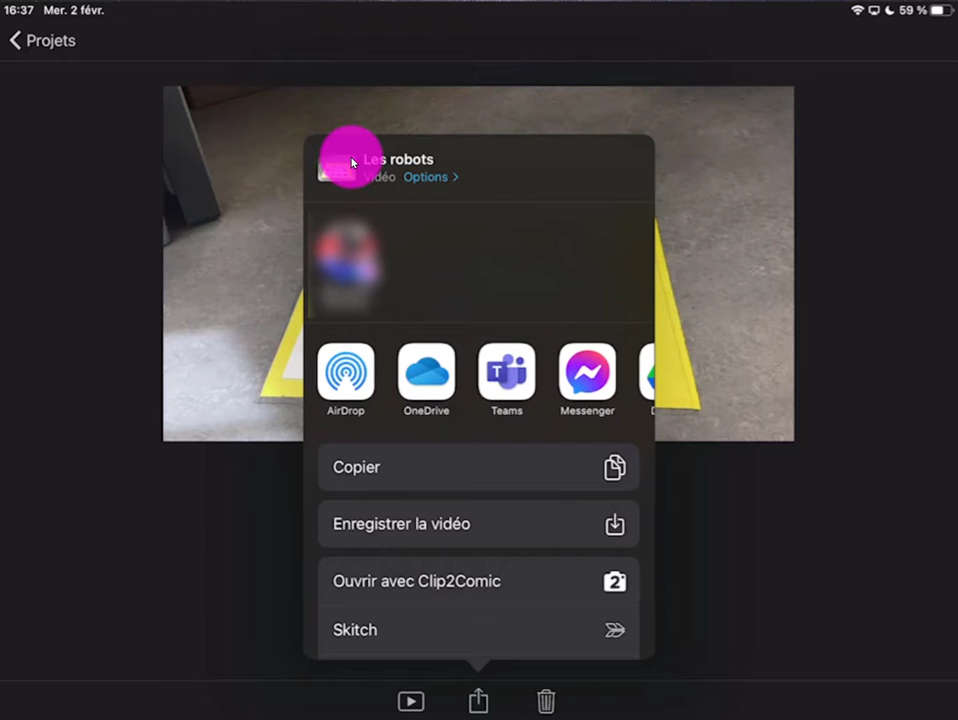 16:37 Mer. 2 févr.
59 %
Projets
Les robots
Vidéo Options >
AirDrop
OneDrive
Teams
Messenger
Copier
Enregistrer la vidéo
Ouvrir avec Clip2Comic
Skitch